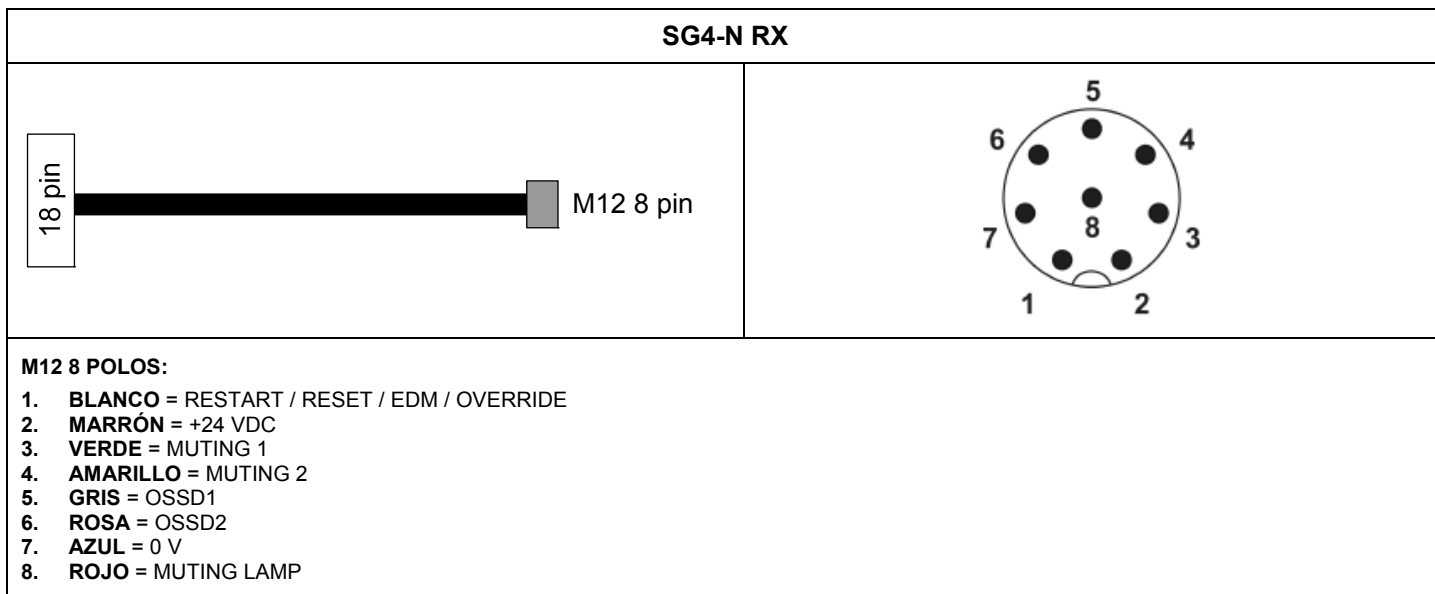 SG4-N RX
18 pin
M12 8 pin
5
6
4
7
8
3
1
2
M12 8 POLOS:
1. BLANCO = RESTART / RESET / EDM / OVERRIDE
2. MARRÓN = +24 VDC
3. VERDE = MUTING 1
4. AMARILLO = MUTING 2
5. GRIS = OSSD1
6. ROSA = OSSD2
7. AZUL = 0 V
8. ROJO = MUTING LAMP